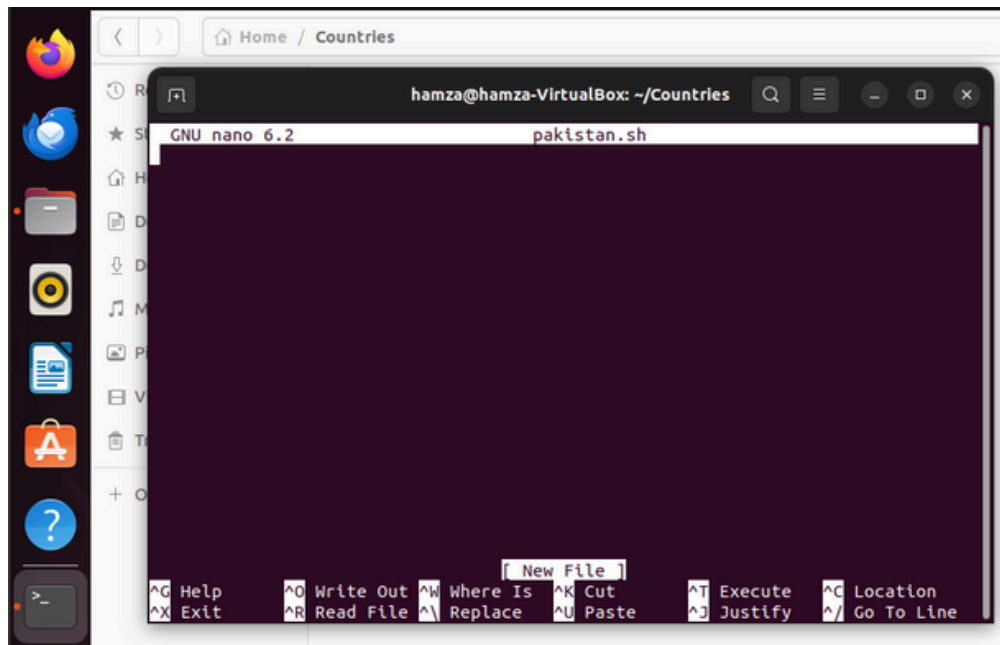 Home / Countries
hamza@hamza-VirtualBox: ~/Countries
GNU nano 6.2 pakistan.sh
[ New File ]
^G Help ^O Write Out ^W Where Is ^K Cut ^T Execute ^C Location
^X Exit ^R Read File ^\ Replace ^U Paste ^J Justify ^/ Go To Line